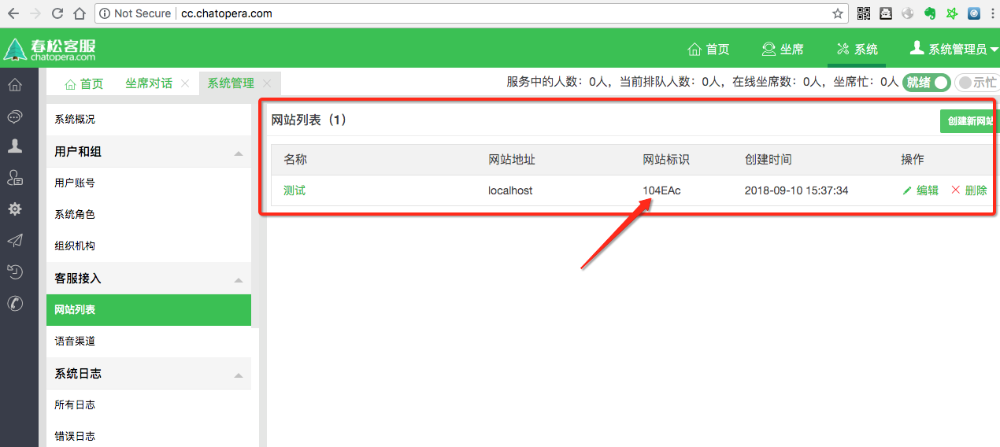 Not Secure cc.chatopera.com
春松客服
chatopera.com
首页 坐席 系统 系统管理员
首页 坐席对话 系统管理
服务中的人数：0人，当前排队人数：0人，在线坐席数：0人，坐席忙：0人 就绪 示忙
系统概况
用户和组
用户账号
系统角色
组织机构
客服接入
网站列表
语音渠道
系统日志
所有日志
错误日志
网站列表（1）
创建新网站
名称 网站地址 网站标识 创建时间 操作
测试 localhost 104EAc 2018-09-10 15:37:34 编辑 删除